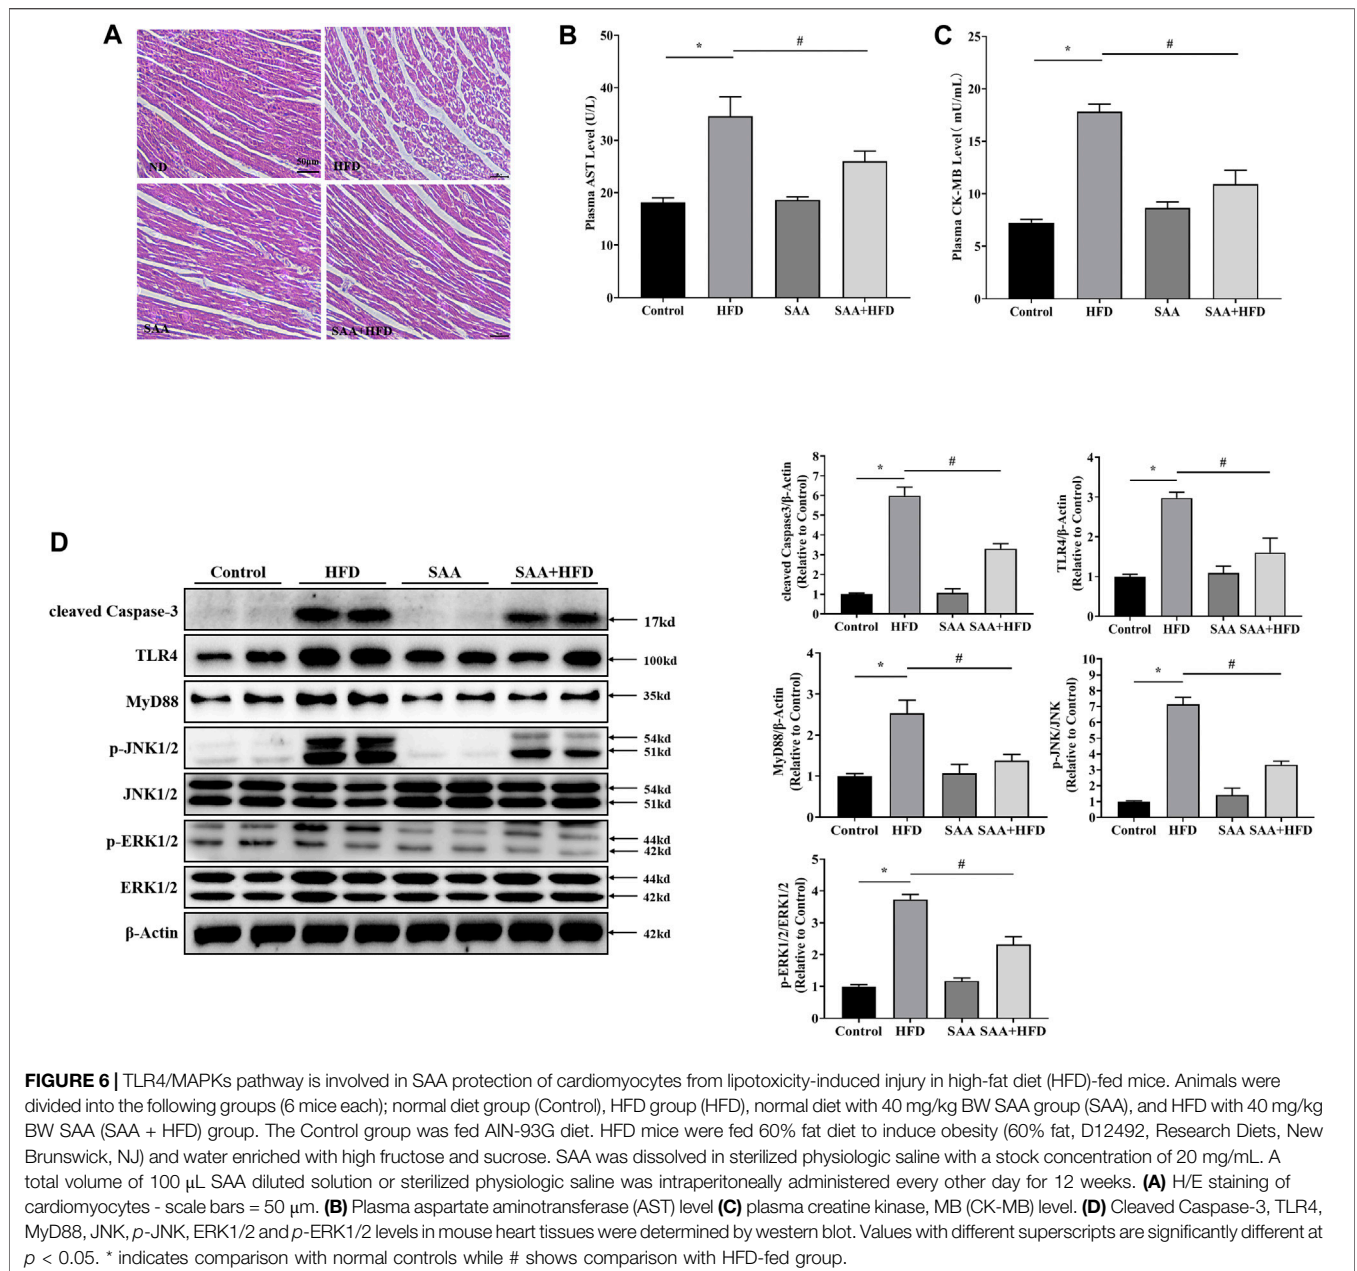 A
ND
50μm
HFD
SAA
SAA+HFD
B
Plasma AST Level (U/L)
50
40
30
20
10
0
*
#
Control HFD SAA SAA+HFD
C
Plasma CK-MB Level( mU/mL)
25
20
15
10
5
0
*
#
Control HFD SAA SAA+HFD
D
Control HFD SAA SAA+HFD
cleaved Caspase-3
17kd
TLR4
100kd
MyD88
35kd
p-JNK1/2
54kd
51kd
JNK1/2
54kd
51kd
p-ERK1/2
44kd
42kd
ERK1/2
44kd
42kd
β-Actin
42kd
cleaved Caspase3/β-Actin
(Relative to Control)
8
7
6
5
4
3
2
1
0
*
#
Control HFD SAA SAA+HFD
TLR4/β-Actin
(Relative to Control)
4
3
2
1
0
*
#
Control HFD SAA SAA+HFD
MyD88/β-Actin
(Relative to Control)
4
3
2
1
0
*
#
Control HFD SAA SAA+HFD
p-JNK/JNK
(Relative to Control)
10
9
8
7
6
5
4
3
2
1
0
*
#
Control HFD SAA SAA+HFD
p-ERK1/2/ERK1/2
(Relative to Control)
5
4
3
2
1
0
*
#
Control HFD SAA SAA+HFD
FIGURE 6 | TLR4/MAPKs pathway is involved in SAA protection of cardiomyocytes from lipotoxicity-induced injury in high-fat diet (HFD)-fed mice. Animals were
divided into the following groups (6 mice each); normal diet group (Control), HFD group (HFD), normal diet with 40 mg/kg BW SAA group (SAA), and HFD with 40 mg/kg
BW SAA (SAA + HFD) group. The Control group was fed AIN-93G diet. HFD mice were fed 60% fat diet to induce obesity (60% fat, D12492, Research Diets, New
Brunswick, NJ) and water enriched with high fructose and sucrose. SAA was dissolved in sterilized physiologic saline with a stock concentration of 20 mg/mL. A
total volume of 100 μL SAA diluted solution or sterilized physiologic saline was intraperitoneally administered every other day for 12 weeks. (A) H/E staining of
cardiomyocytes - scale bars = 50 μm. (B) Plasma aspartate aminotransferase (AST) level (C) plasma creatine kinase, MB (CK-MB) level. (D) Cleaved Caspase-3, TLR4,
MyD88, JNK, p-JNK, ERK1/2 and p-ERK1/2 levels in mouse heart tissues were determined by western blot. Values with different superscripts are significantly different at
p < 0.05. * indicates comparison with normal controls while # shows comparison with HFD-fed group.